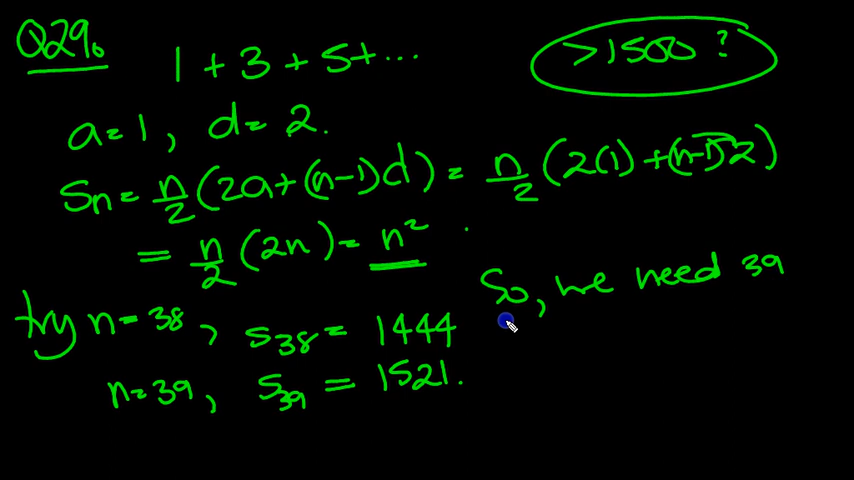 Q29b
1 + 3 + 5 + ...
>1500 ?
a = 1, d = 2.
Sn = n/2 (2a + (n-1)d) = n/2 (2(1) + (n-1)2)
= n/2 (2n) = n² .
So, we need 39
try n = 38, S38 = 1444
n = 39, S39 = 1521.